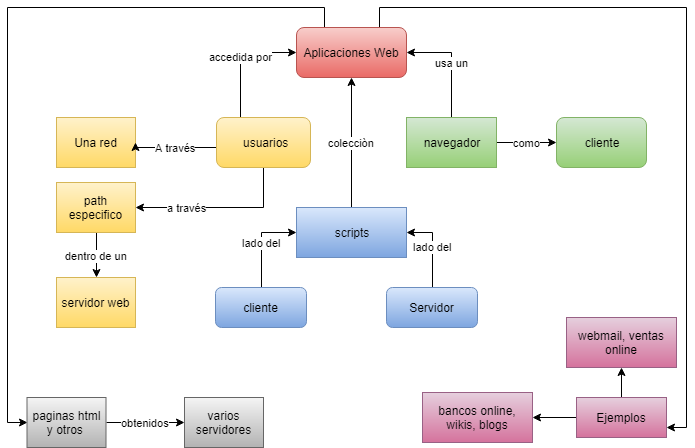 Aplicaciones Web
accedida por
usa un
Una red
A través
usuarios
colecciòn
navegador
como
cliente
path
especifico
a través
dentro de un
servidor web
scripts
lado del
lado del
cliente
Servidor
webmail, ventas
online
paginas html
y otros
obtenidos
varios
servidores
bancos online,
wikis, blogs
Ejemplos